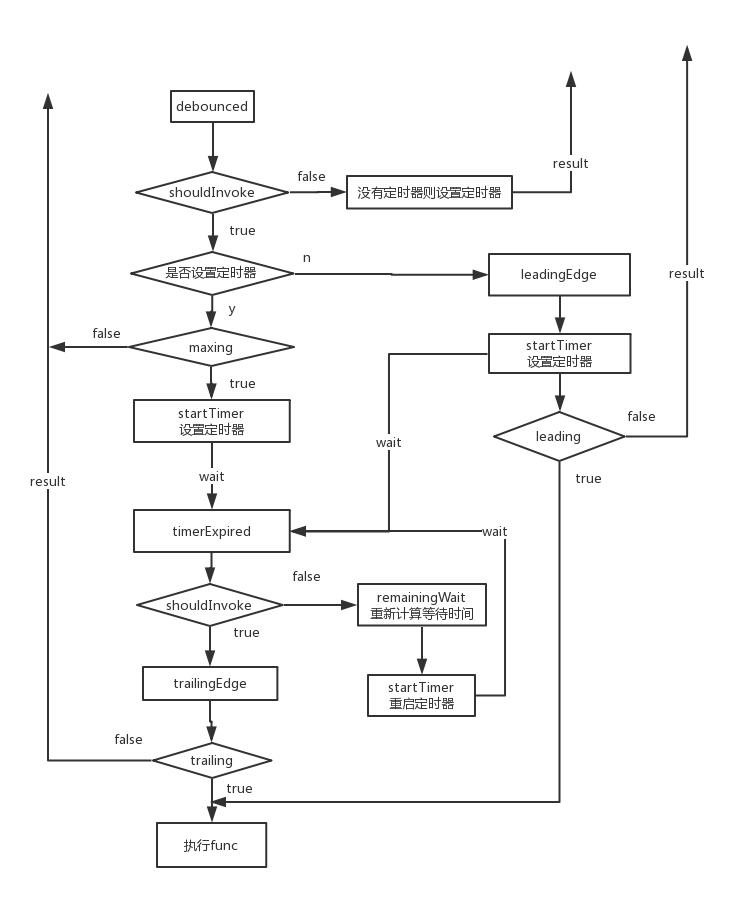 debounced
shouldInvoke
false
没有定时器则设置定时器
result
true
是否设置定时器
n
leadingEdge
result
y
maxing
false
startTimer
设置定时器
true
startTimer
设置定时器
leading
false
wait
true
wait
result
timerExpired
wait
shouldInvoke
false
remainingWait
重新计算等待时间
true
trailingEdge
startTimer
重启定时器
false
trailing
true
执行func